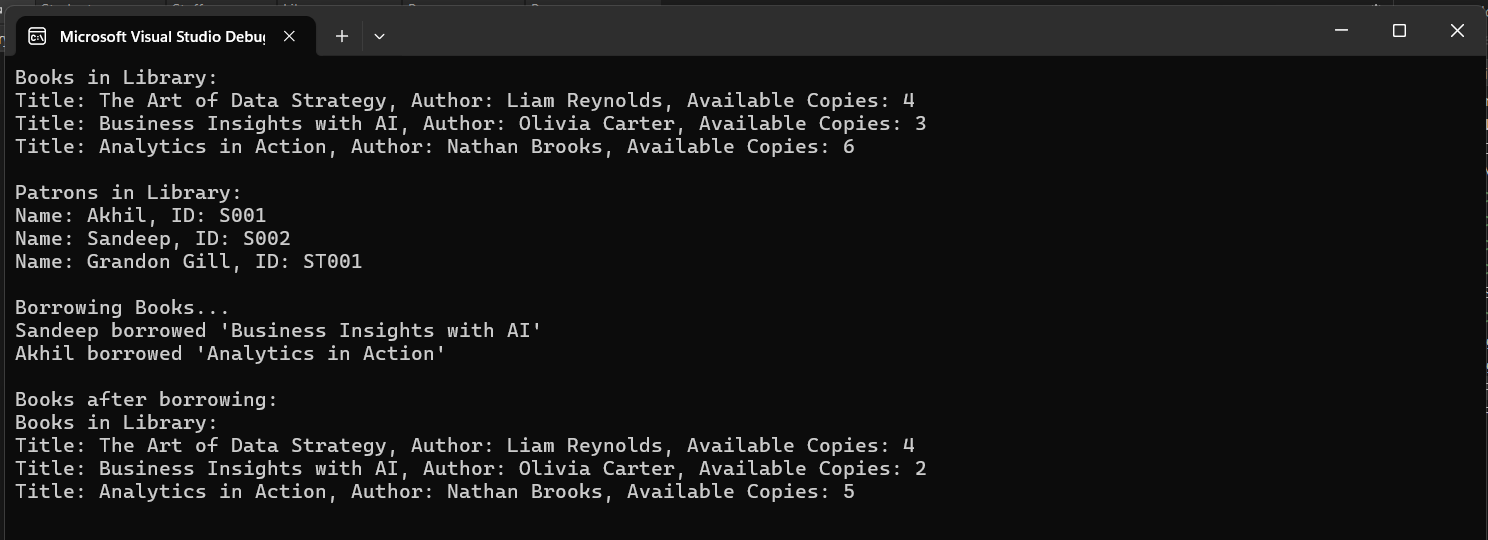 Microsoft Visual Studio Debug
Books in Library:
Title: The Art of Data Strategy, Author: Liam Reynolds, Available Copies: 4
Title: Business Insights with AI, Author: Olivia Carter, Available Copies: 3
Title: Analytics in Action, Author: Nathan Brooks, Available Copies: 6
Patrons in Library:
Name: Akhil, ID: S001
Name: Sandeep, ID: S002
Name: Grandon Gill, ID: ST001
Borrowing Books...
Sandeep borrowed 'Business Insights with AI'
Akhil borrowed 'Analytics in Action'
Books after borrowing:
Books in Library:
Title: The Art of Data Strategy, Author: Liam Reynolds, Available Copies: 4
Title: Business Insights with AI, Author: Olivia Carter, Available Copies: 2
Title: Analytics in Action, Author: Nathan Brooks, Available Copies: 5